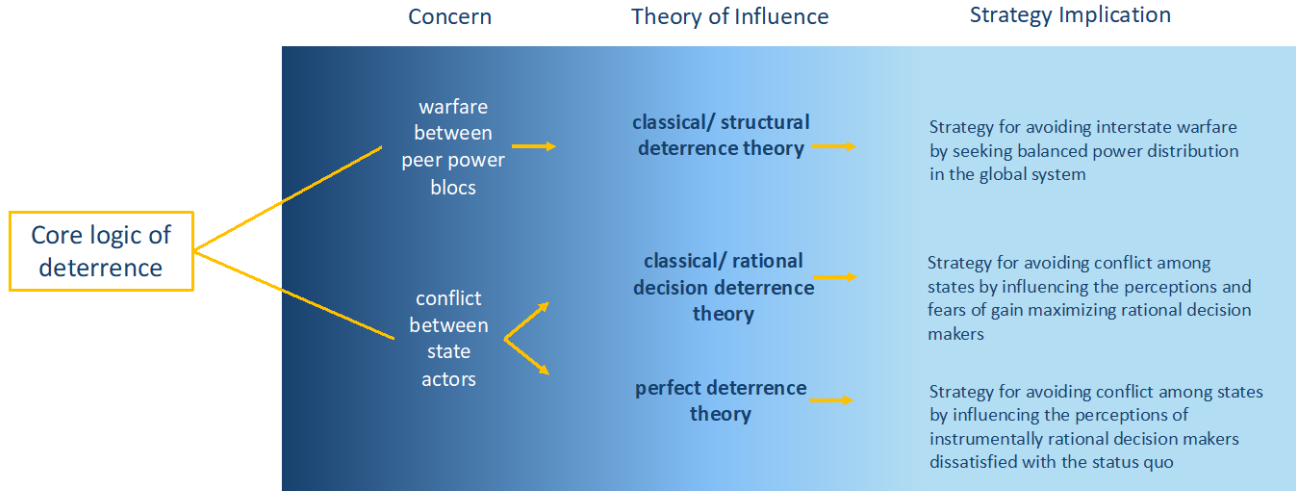 Concern
Theory of Influence
Strategy Implication
Core logic of
deterrence
warfare
between
peer power
blocs
classical/ structural
deterrence theory
Strategy for avoiding interstate warfare
by seeking balanced power distribution
in the global system
conflict
between
state
actors
classical/ rational
decision deterrence
theory
Strategy for avoiding conflict among
states by influencing the perceptions and
fears of gain maximizing rational decision
makers
perfect deterrence
theory
Strategy for avoiding conflict among states
by influencing the perceptions of
instrumentally rational decision makers
dissatisfied with the status quo